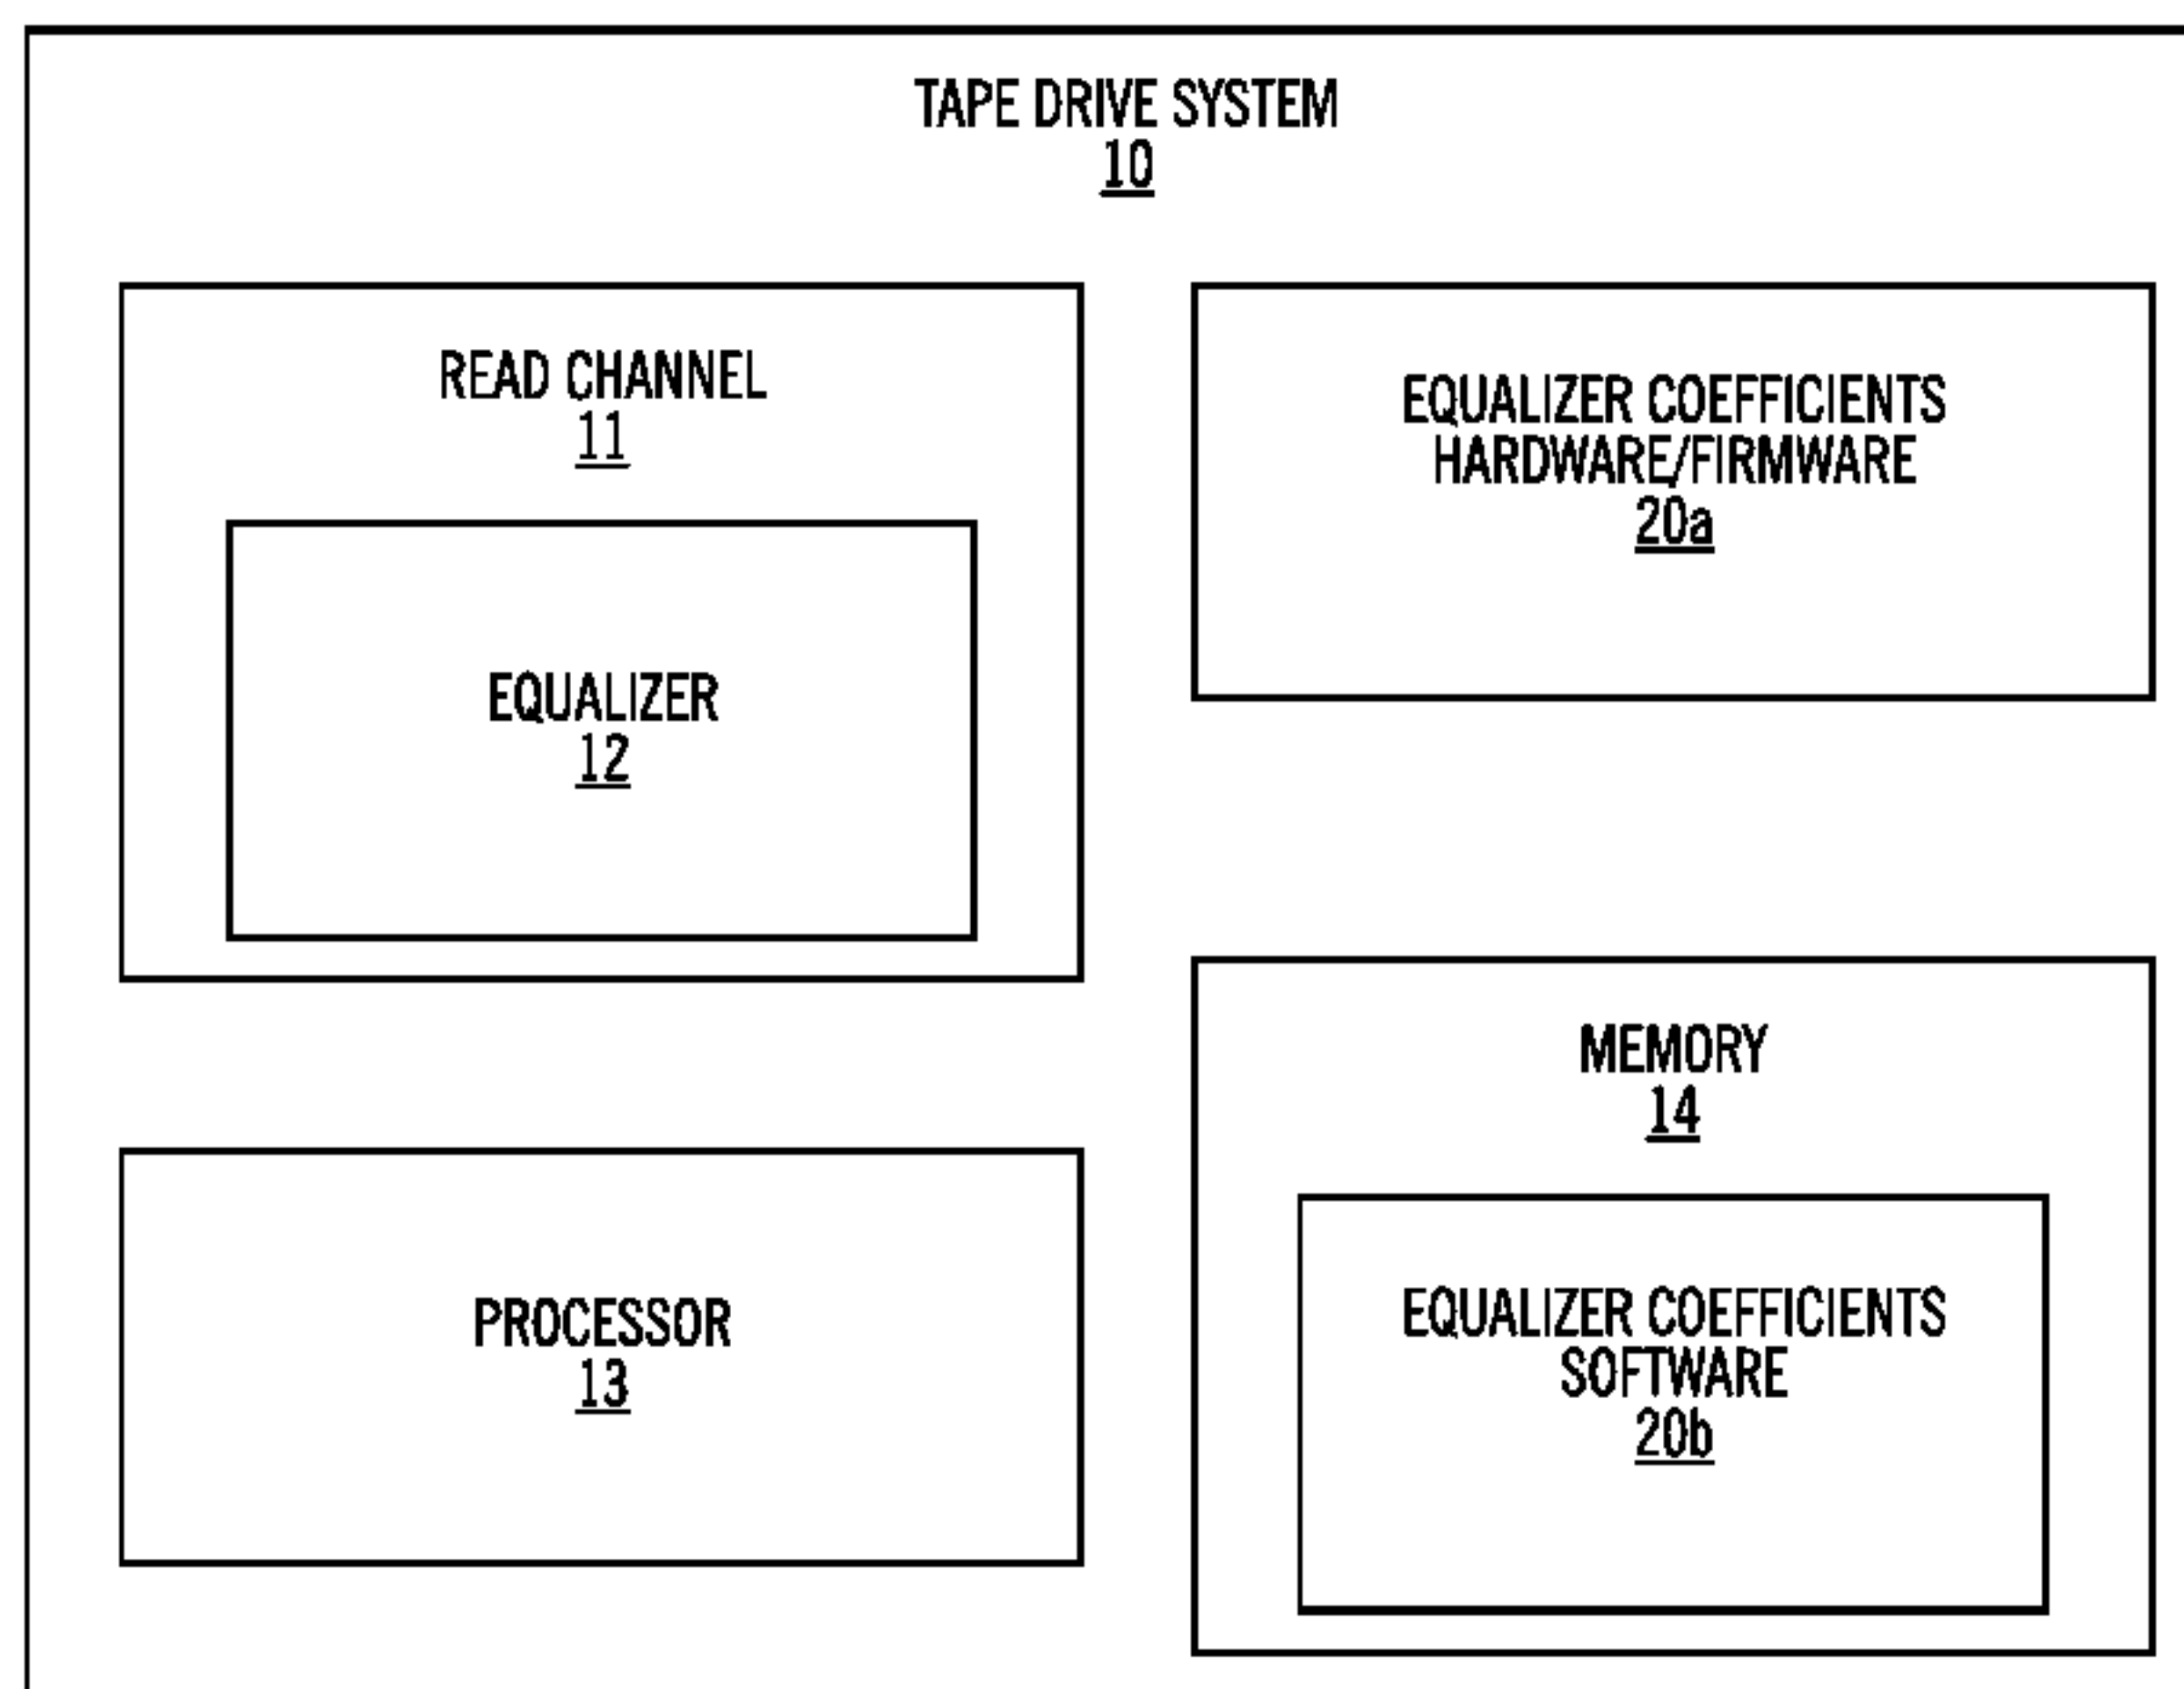 TAPE DRIVE SYSTEM
10
READ CHANNEL
11
EQUALIZER
12
EQUALIZER COEFFICIENTS
HARDWARE/FIRMWARE
20a
PROCESSOR
13
MEMORY
14
EQUALIZER COEFFICIENTS
SOFTWARE
20b